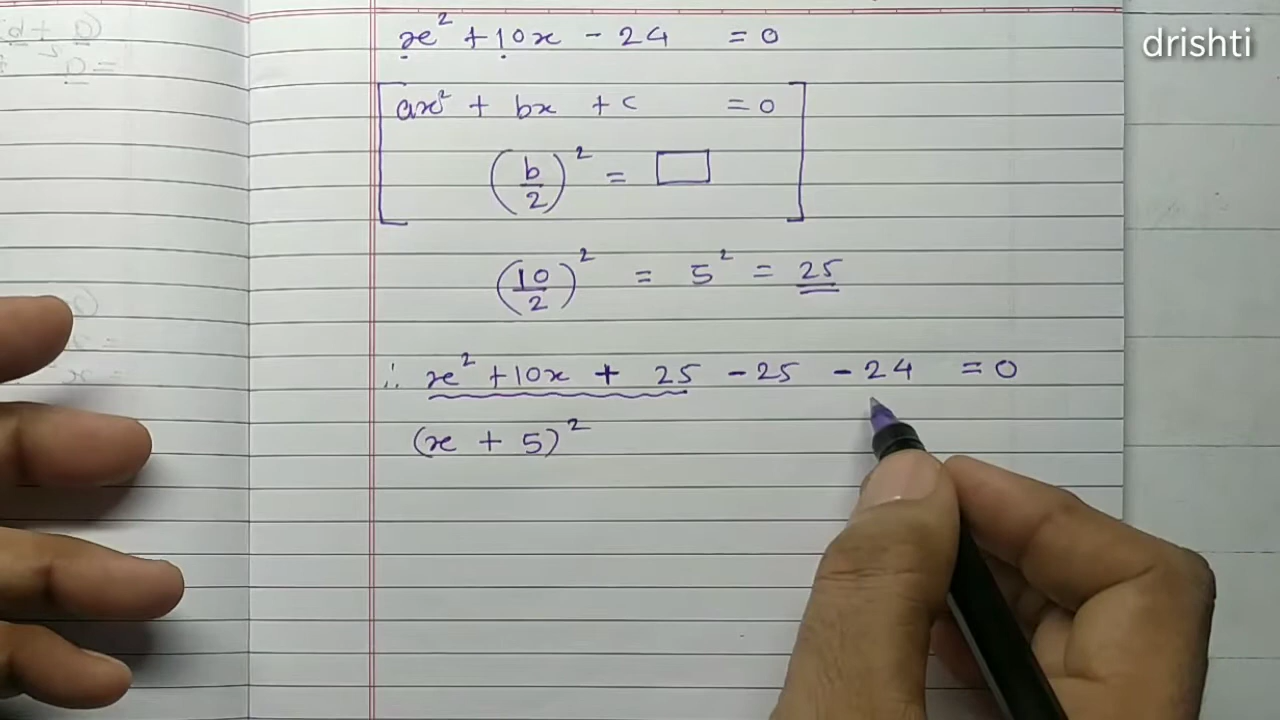 x² + 10x - 24 = 0
drishti
ax² + bx + c = 0
(b/2)² = □
(10/2)² = 5² = 25
∴ x² + 10x + 25 - 25 - 24 = 0
(x + 5)²